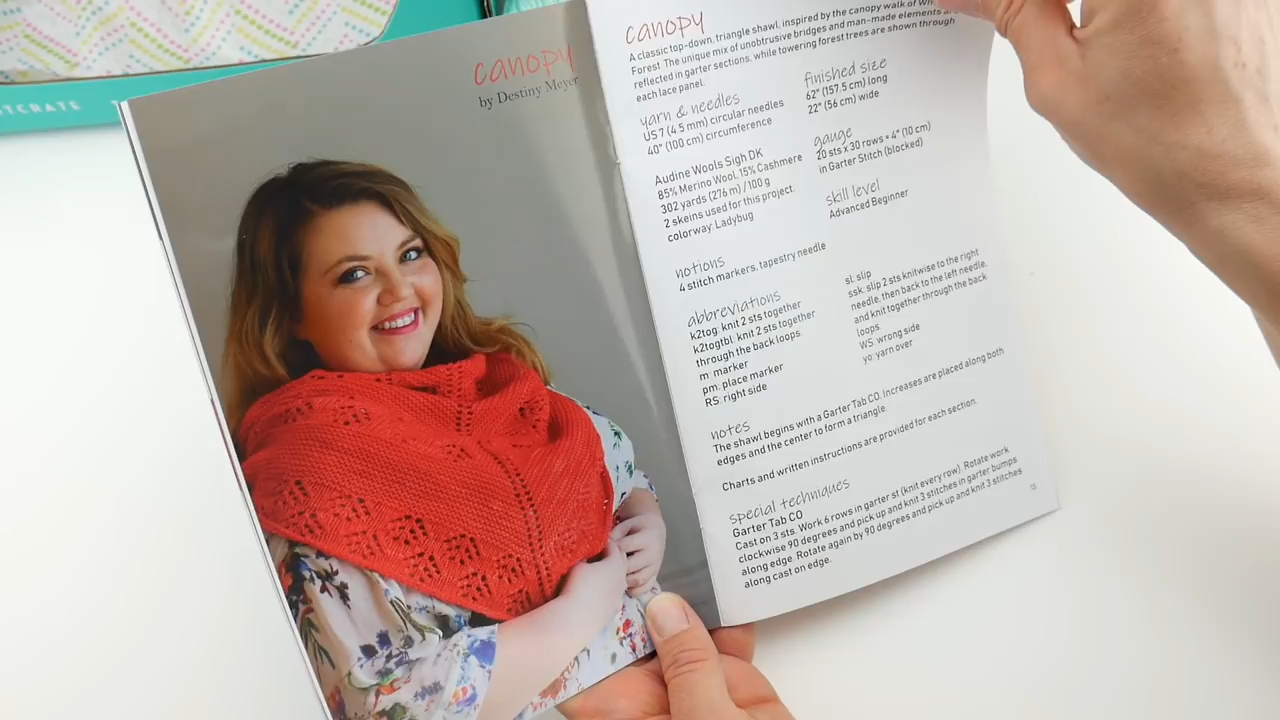 STCRATE
canopy
by Destiny Meyer
canopy
A classic top-down, triangle shawl, inspired by the canopy walk of
Forest. The unique mix of unobtrusive bridges and man-made elements
reflected in garter sections, while towering forest trees are shown through
each lace panel.
yarn & needles
US 7 (4.5 mm) circular needles
40" (100 cm) circumference
Audine Wools Sigh DK
85% Merino Wool, 15% Cashmere
302 yards (276 m) / 100 g
2 skeins used for this project.
colorway: Ladybug
finished size
62" (157.5 cm) long
22" (56 cm) wide
gauge
20 sts x 30 rows = 4" (10 cm)
in Garter Stitch (blocked)
skill level
Advanced Beginner
notions
4 stitch markers, tapestry needle
abbreviations
k2tog: knit 2 sts together
k2togtbl: knit 2 sts together
through the back loops.
m: marker
pm: place marker
RS: right side
sl: slip
ssk: slip 2 sts knitwise to the right
needle, then back to the left needle,
and knit together through the back
loops.
WS: wrong side
yo: yarn over
notes
The shawl begins with a Garter Tab CO. Increases are placed along both
edges and the center to form a triangle.
Charts and written instructions are provided for each section.
special techniques
Garter Tab CO
Cast on 3 sts. Work 6 rows in garter st (knit every row). Rotate work
clockwise 90 degrees and pick up and knit 3 stitches in garter bumps
along edge. Rotate again by 90 degrees and pick up and knit 3 stitches
along cast on edge.